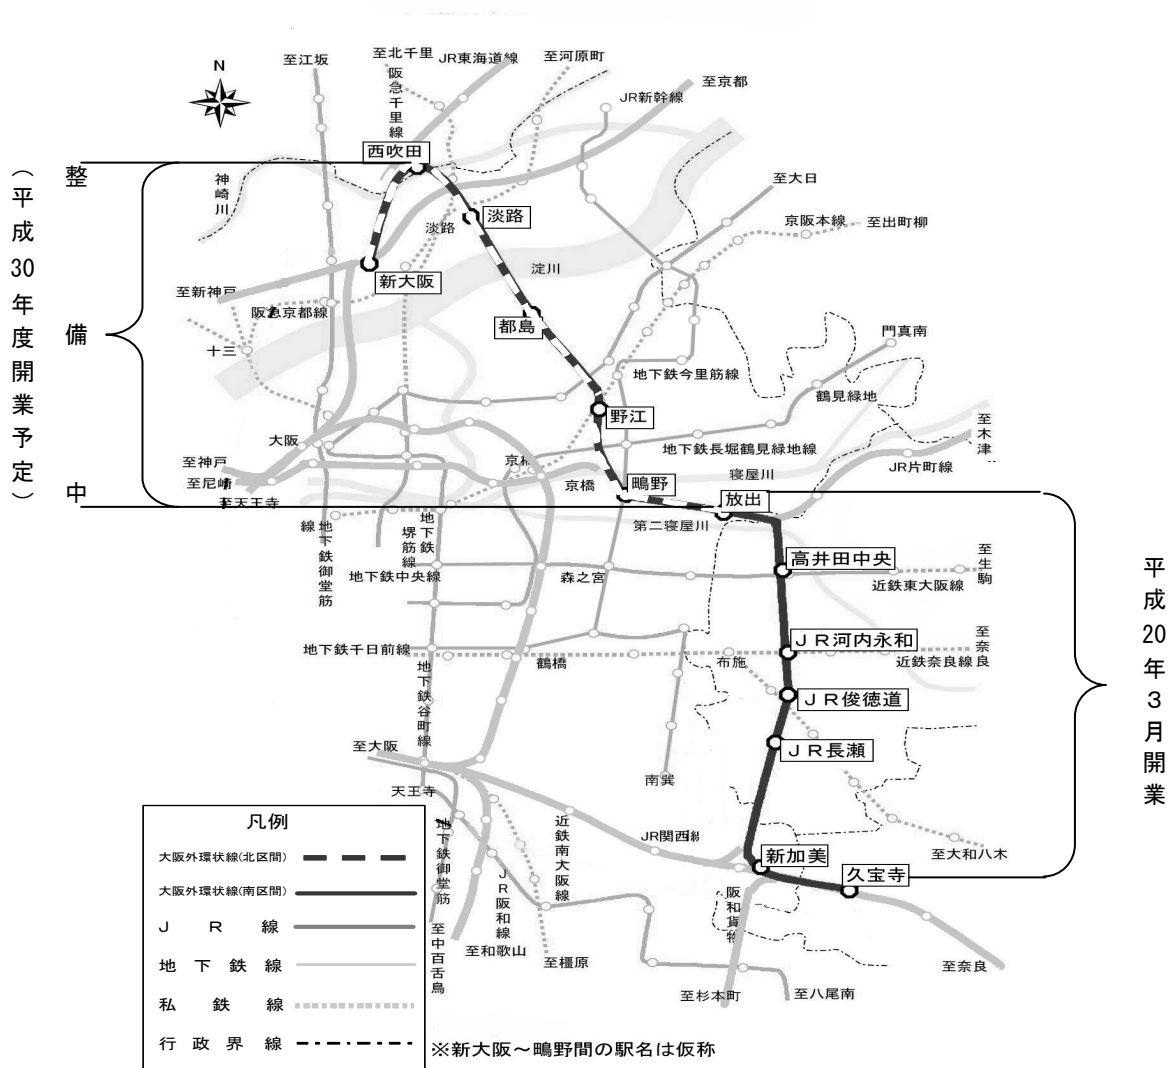 N
至江坂
至北千里
阪急千里線
JR東海道線
至河原町
JR新幹線
至京都
西吹田
神崎川
淡路
淡路
至大日
京阪本線
至出町柳
新大阪
淀川
至新神戸
阪急京都線
都島
十三
門真南
地下鉄今里筋線
鶴見緑地
野江
大阪
地下鉄長堀鶴見緑地線
至木津
JR片町線
至神戸
至尼崎
至天王寺
京橋
京橋
寝屋川
鴫野
放出
第二寝屋川
地下鉄御堂筋線
地下鉄堺筋線
地下鉄中央線
森之宮
高井田中央
近鉄東大阪線
至生駒
JR河内永和
地下鉄千日前線
鶴橋
布施
近鉄奈良線
至奈良
地下鉄谷町線
JR俊徳道
至大阪
JR長瀬
天王寺
南巽
地下鉄御堂筋
JR阪和線
近鉄南大阪線
JR関西線
新加美
至大和八木
久宝寺
阪和貨物
至中百舌鳥
至和歌山
至橿原
至奈良
至杉本町
至八尾南
整備中
(平成30年度開業予定)
平成20年3月開業
凡例
大阪外環状線(北区間)
大阪外環状線(南区間)
JR線
地下鉄線
私鉄線
行政界線
※新大阪~鴫野間の駅名は仮称